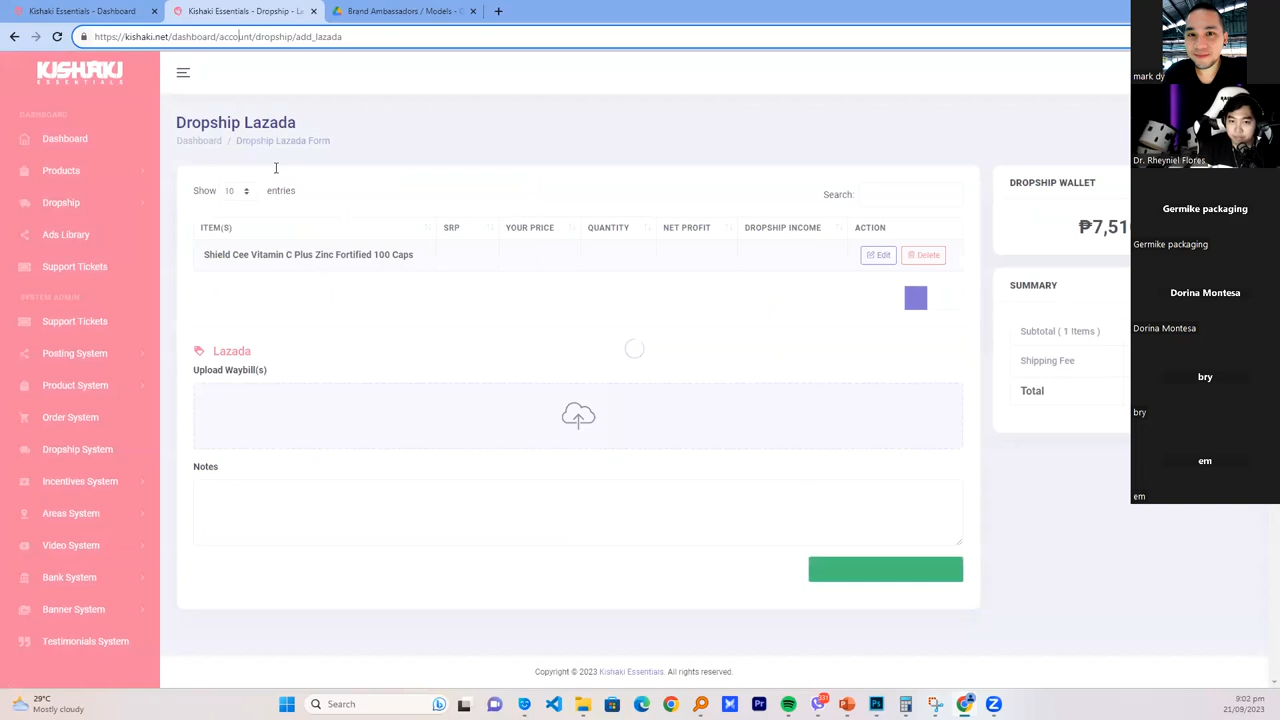 Kishaki Essentials Est. 2023
Kishaki Essentials Est. 2023 - L
Brand Ambassadors / Models - G
https://kishaki.net/dashboard/account/dropship/add_lazada
mark dy
KISHAKI
ESSENTIALS
Dr. Rheyniel Flores
DASHBOARD
Dashboard
Products
Dropship
Ads Library
Support Tickets
SYSTEM ADMIN
Support Tickets
Posting System
Product System
Order System
Dropship System
Incentives System
Areas System
Video System
Bank System
Banner System
Testimonials System
Dropship Lazada
Dashboard / Dropship Lazada Form
Show 10 entries
Search:
ITEM(S) SRP YOUR PRICE QUANTITY NET PROFIT DROPSHIP INCOME ACTION
Shield Cee Vitamin C Plus Zinc Fortified 100 Caps Edit Delete
Lazada
Upload Waybill(s)
Notes
DROPSHIP WALLET
₱7,51
SUMMARY
Subtotal ( 1 Items )
Shipping Fee
Total
Germike packaging
Germike packaging
Dorina Montesa
Dorina Montesa
bry
bry
em
em
Copyright © 2023 Kishaki Essentials. All rights reserved.
29°C
Mostly cloudy
Search
9:02 pm
21/09/2023